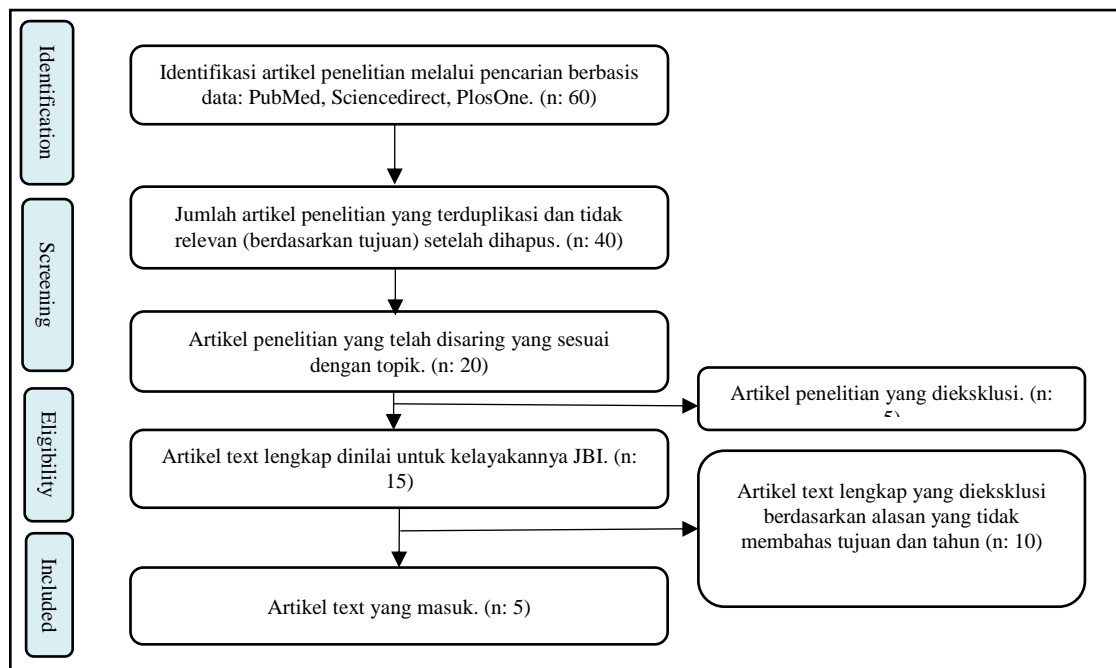 Identification
Identifikasi artikel penelitian melalui pencarian berbasis
data: PubMed, Sciencedirect, PlosOne. (n: 60)
Screening
Jumlah artikel penelitian yang terduplikasi dan tidak
relevan (berdasarkan tujuan) setelah dihapus. (n: 40)
Artikel penelitian yang telah disaring yang sesuai
dengan topik. (n: 20)
Artikel penelitian yang dieksklusi. (n:
5)
Eligibility
Artikel text lengkap dinilai untuk kelayakannya JBI. (n:
15)
Artikel text lengkap yang dieksklusi
berdasarkan alasan yang tidak
membahas tujuan dan tahun (n: 10)
Included
Artikel text yang masuk. (n: 5)